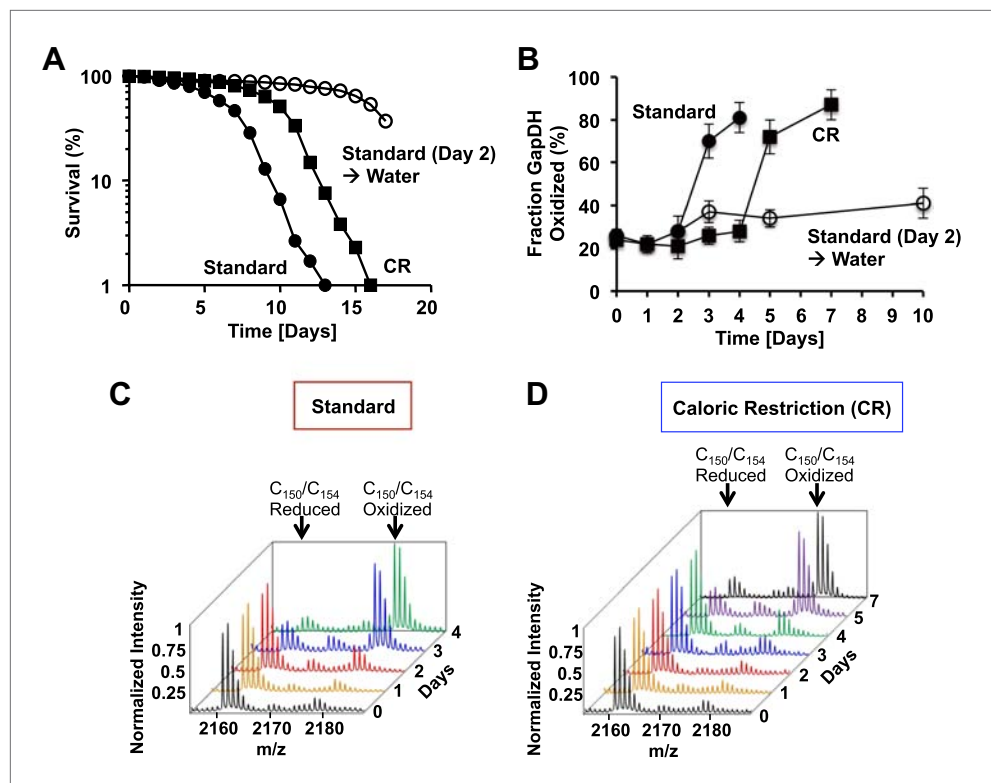 A
100
10
1
Survival (%)
0 5 10 15 20
Time [Days]
Standard
CR
Standard (Day 2)
→ Water
B
100
80
60
40
20
0
Fraction GapDH
Oxidized (%)
0 1 2 3 4 5 6 7 8 9 10
Time [Days]
Standard
CR
Standard (Day 2)
→ Water
C
Standard
C150/C154
Reduced
C150/C154
Oxidized
Normalized Intensity
1
0.75
0.5
0.25
2160 2170 2180
m/z
0
1
2
3
4
Days
D
Caloric Restriction (CR)
C150/C154
Reduced
C150/C154
Oxidized
Normalized Intensity
1
0.75
0.5
0.25
2160 2170 2180
m/z
0
1
2
3
4
5
7
Days